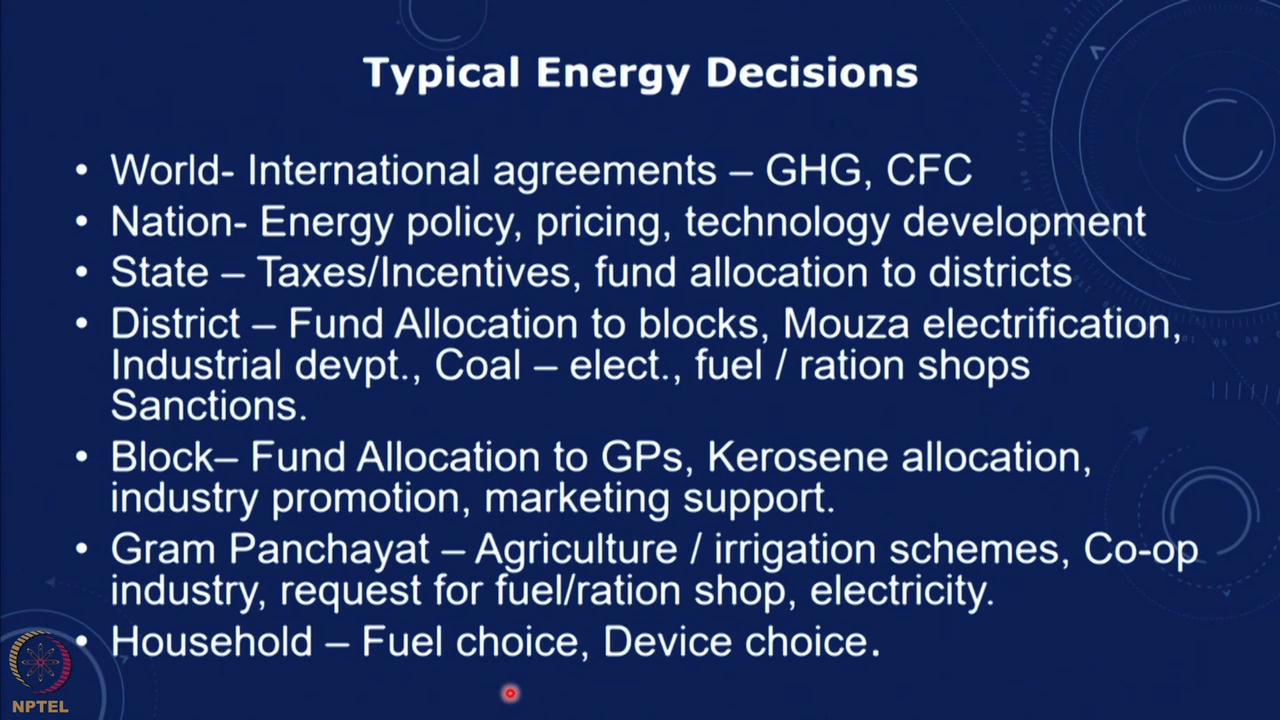 Typical Energy Decisions
• World- International agreements – GHG, CFC
• Nation- Energy policy, pricing, technology development
• State – Taxes/Incentives, fund allocation to districts
• District – Fund Allocation to blocks, Mouza electrification,
Industrial devpt., Coal – elect., fuel / ration shops
Sanctions.
• Block– Fund Allocation to GPs, Kerosene allocation,
industry promotion, marketing support.
• Gram Panchayat – Agriculture / irrigation schemes, Co-op
industry, request for fuel/ration shop, electricity.
• Household – Fuel choice, Device choice.
NPTEL